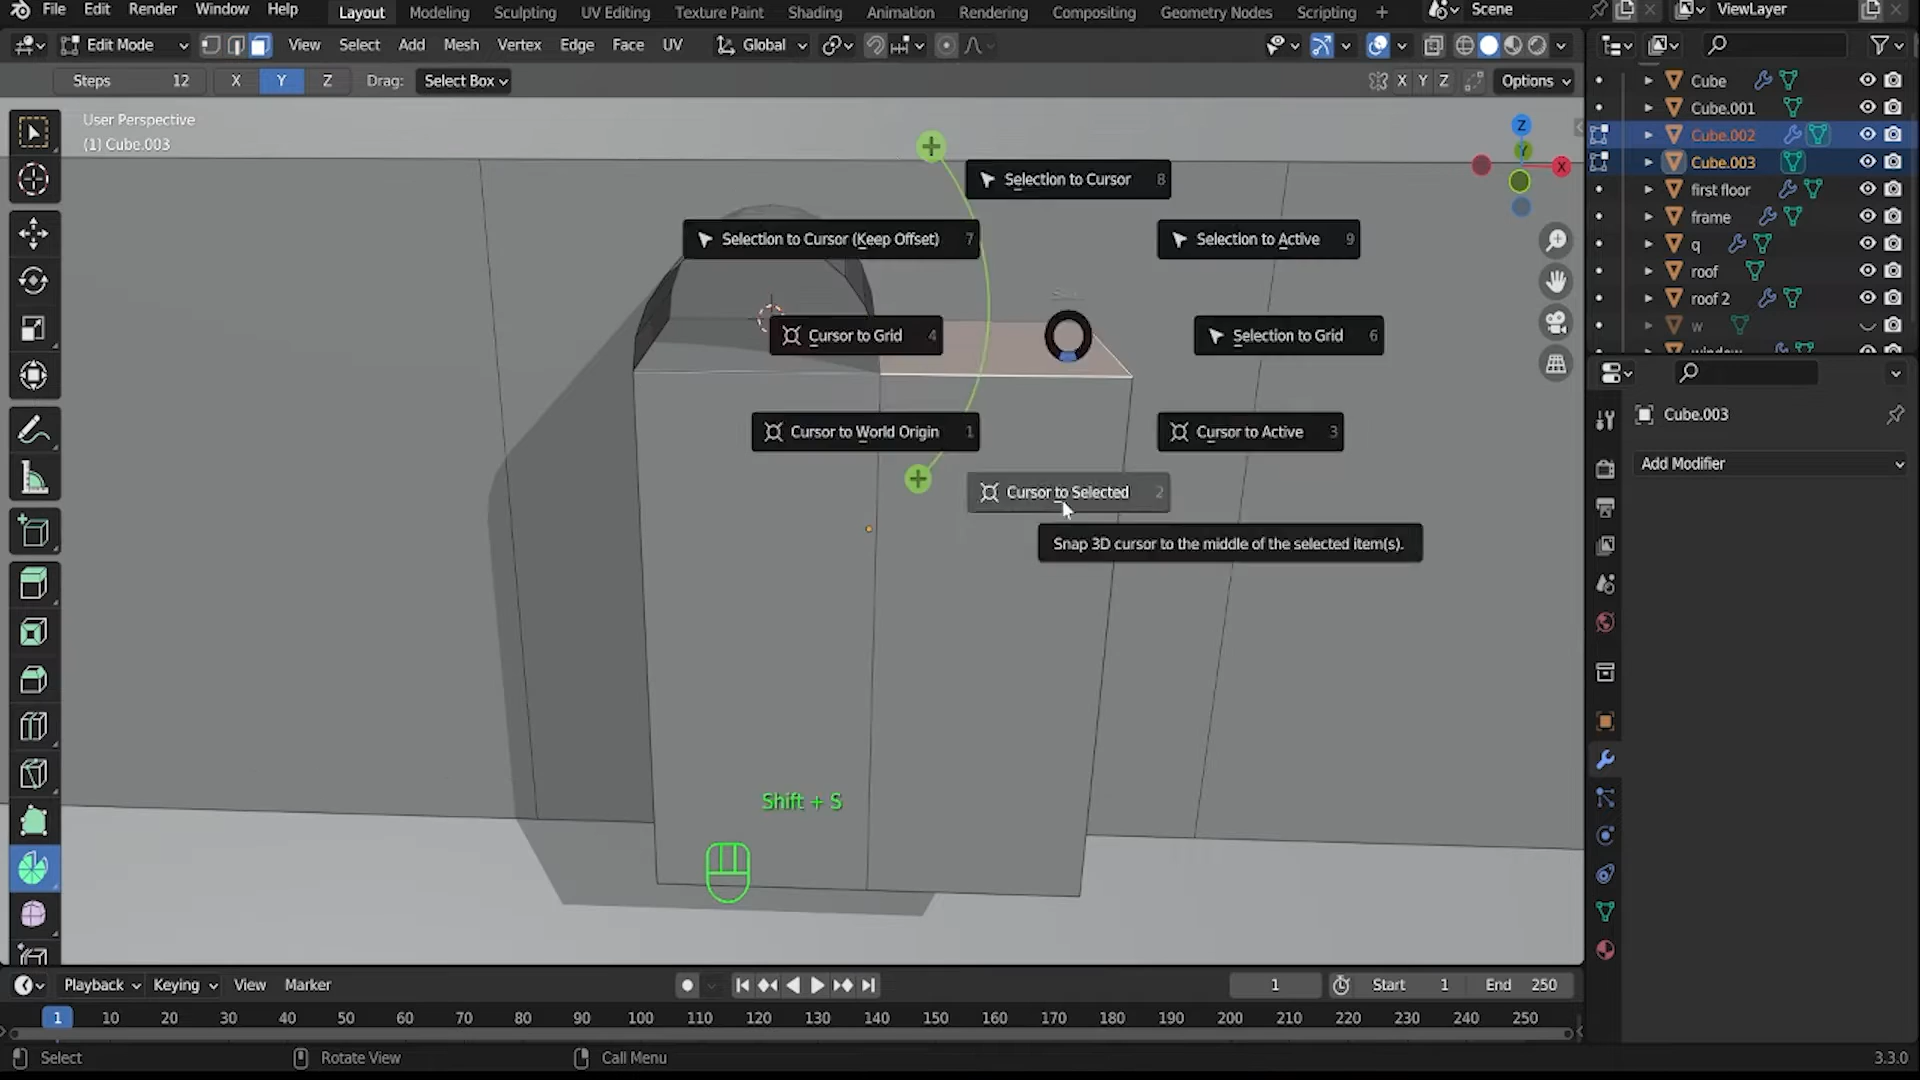 File Edit Render Window Help Layout Modeling Sculpting UV Editing Texture Paint Shading Animation Rendering Compositing Geometry Nodes Scripting + Scene ViewLayer
Edit Mode View Select Add Mesh Vertex Edge Face UV Global
Steps 12 X Y Z Drag: Select Box X Y Z Options
User Perspective
(1) Cube.003
Z
Y
X
Selection to Cursor 8
Selection to Cursor (Keep Offset) 7
Selection to Active 9
Cursor to Grid 4
Selection to Grid 6
Cursor to World Origin 1
Cursor to Active 3
Cursor to Selected 2
Snap 3D cursor to the middle of the selected item(s).
Shift + S
Cube
Cube.001
Cube.002
Cube.003
first floor
frame
q
roof
roof 2
w
Cube.003
Add Modifier
Playback Keying View Marker 1 Start 1 End 250
1 10 20 30 40 50 60 70 80 90 100 110 120 130 140 150 160 170 180 190 200 210 220 230 240 250
Select Rotate View Call Menu 3.3.0